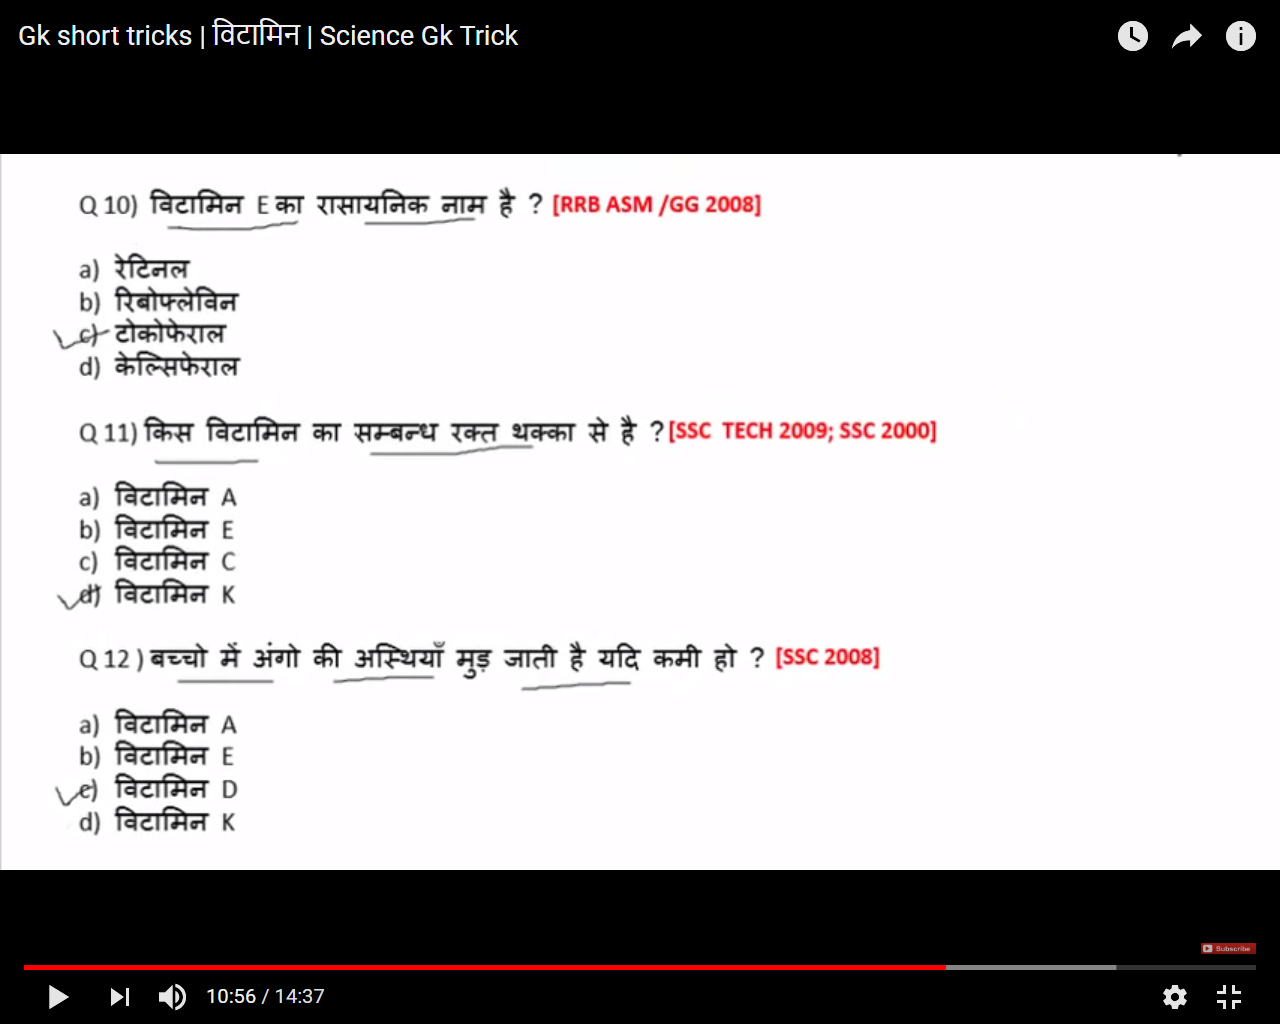 Gk short tricks | विटामिन | Science Gk Trick
Q 10) विटामिन E का रासायनिक नाम है ? [RRB ASM /GG 2008]
a) रेटिनल
b) रिबोफ्लेविन
c) टोकोफेराल
d) केल्सिफेराल
Q 11) किस विटामिन का सम्बन्ध रक्त थक्का से है ? [SSC TECH 2009; SSC 2000]
a) विटामिन A
b) विटामिन E
c) विटामिन C
d) विटामिन K
Q 12 ) बच्चो में अंगो की अस्थियाँ मुड़ जाती है यदि कमी हो ? [SSC 2008]
a) विटामिन A
b) विटामिन E
c) विटामिन D
d) विटामिन K
Subscribe
10:56 / 14:37